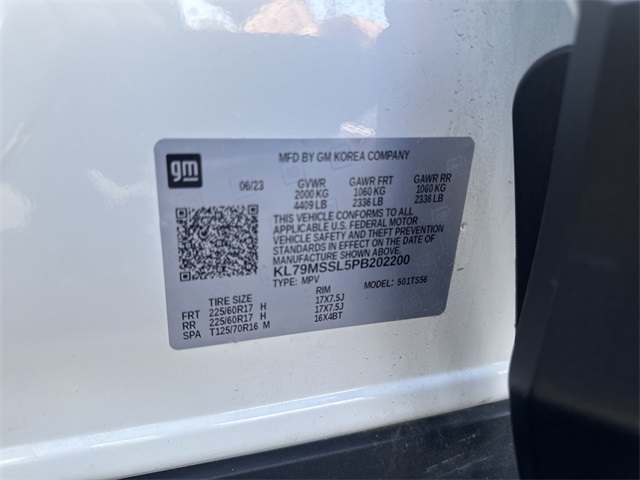 gm
MFD BY GM KOREA COMPANY
06/23 GVWR GAWR FRT GAWR RR
2000 KG 1060 KG 1060 KG
4409 LB 2336 LB 2336 LB
THIS VEHICLE CONFORMS TO ALL
APPLICABLE U.S. FEDERAL MOTOR
VEHICLE SAFETY AND THEFT PREVENTION
STANDARDS IN EFFECT ON THE DATE OF
MANUFACTURE SHOWN ABOVE.
KL79MSSL5PB202200
TYPE: MPV MODEL: 501TS56
TIRE SIZE RIM
FRT 225/60R17 H 17X7.5J
RR 225/60R17 H 17X7.5J
SPA T125/70R16 M 16X4BT